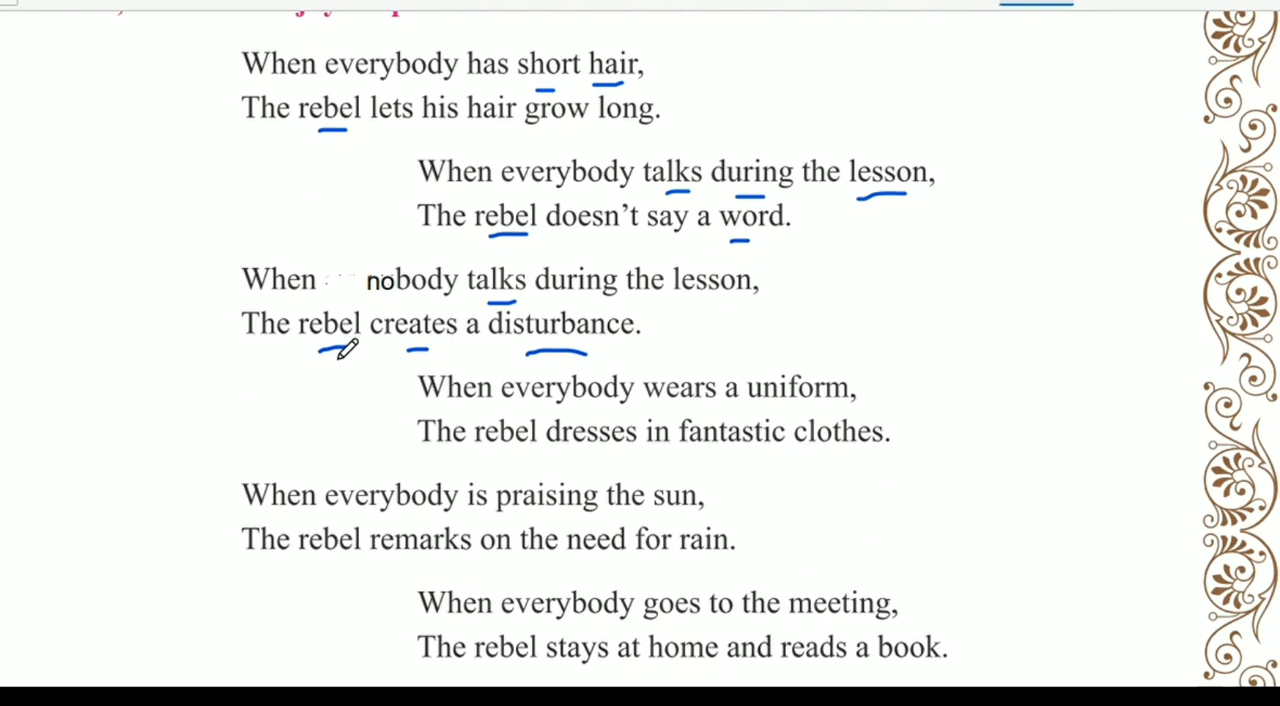 When everybody has short hair,
The rebel lets his hair grow long.
When everybody talks during the lesson,
The rebel doesn’t say a word.
When nobody talks during the lesson,
The rebel creates a disturbance.
When everybody wears a uniform,
The rebel dresses in fantastic clothes.
When everybody is praising the sun,
The rebel remarks on the need for rain.
When everybody goes to the meeting,
The rebel stays at home and reads a book.